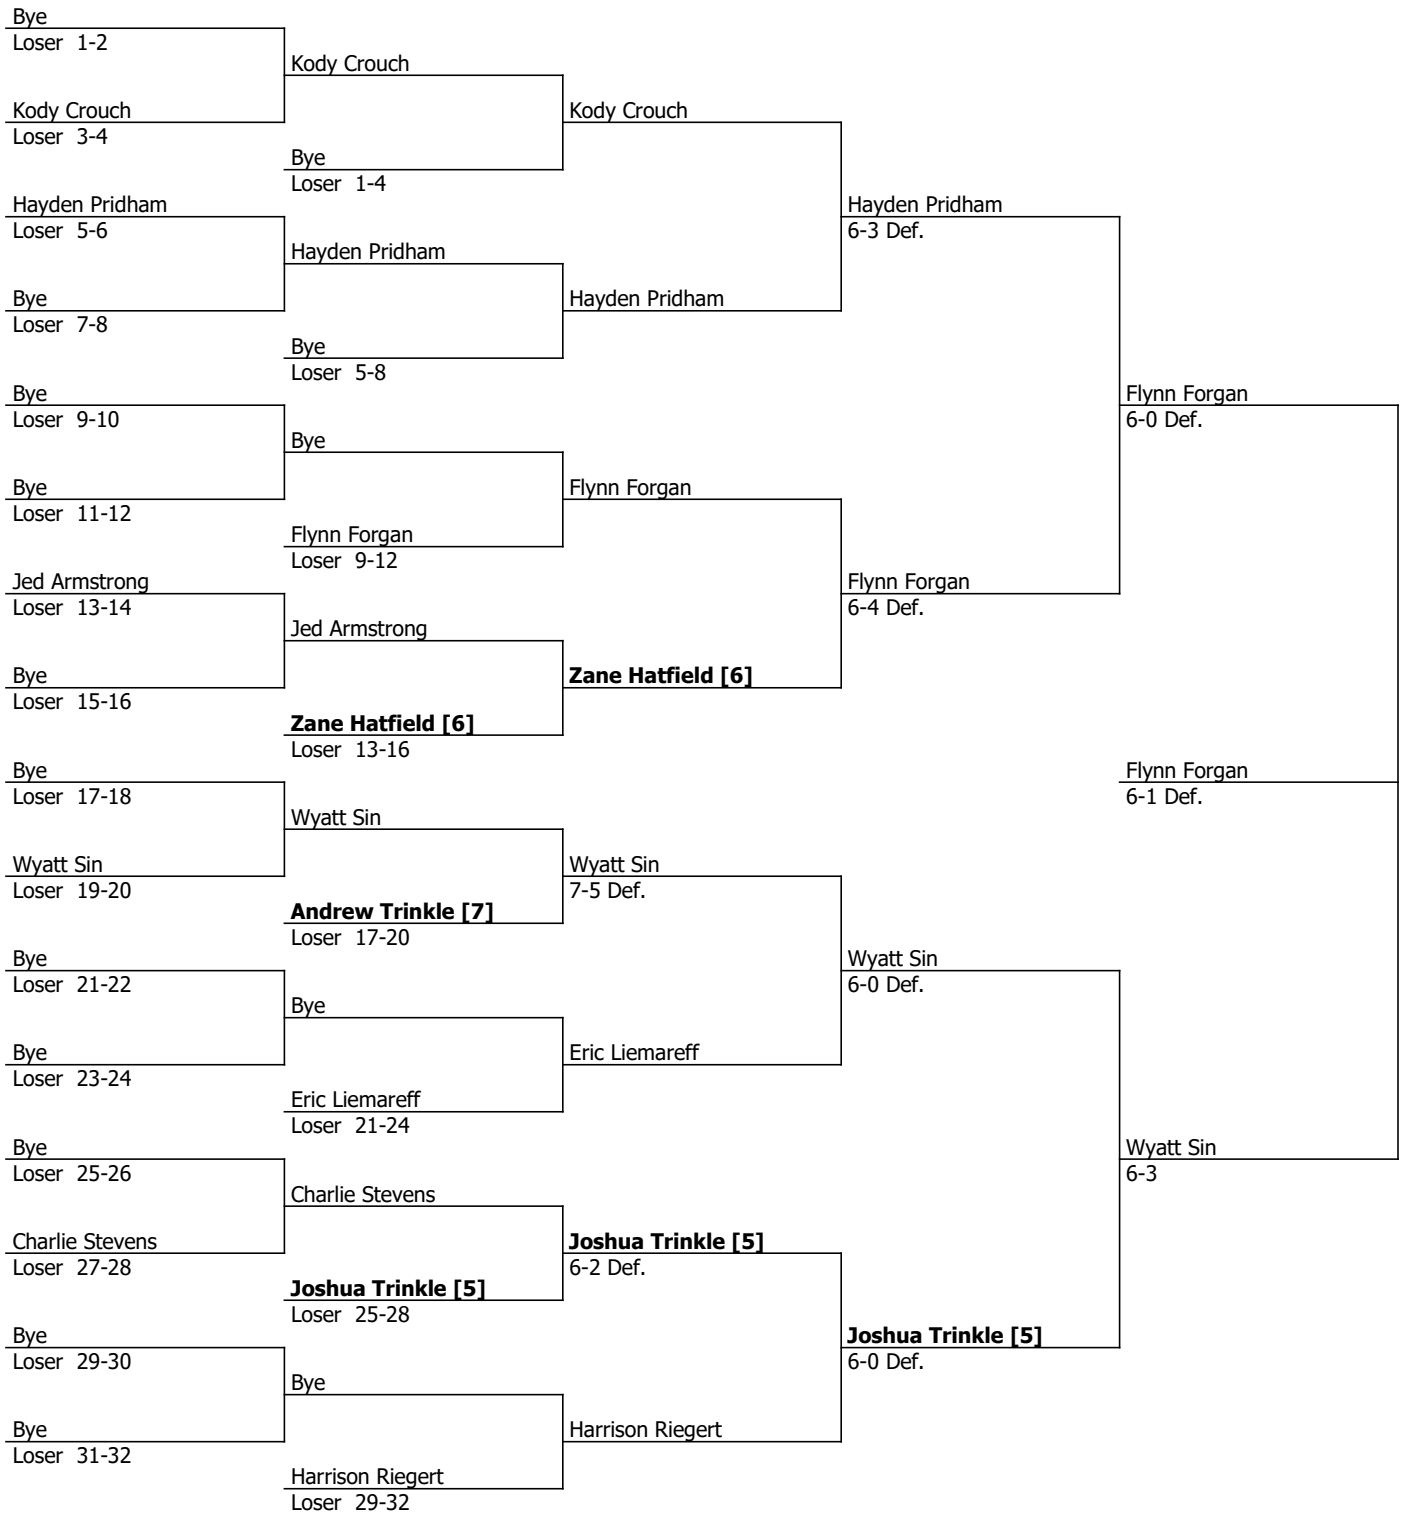 Bye
Loser 1-2
Kody Crouch
Kody Crouch
Kody Crouch
Loser 3-4
Bye
Loser 1-4
Hayden Pridham
Hayden Pridham
Loser 5-6
6-3 Def.
Hayden Pridham
Bye
Hayden Pridham
Loser 7-8
Bye
Loser 5-8
Bye
Flynn Forgan
Loser 9-10
6-0 Def.
Bye
Bye
Flynn Forgan
Loser 11-12
Flynn Forgan
Loser 9-12
Jed Armstrong
Flynn Forgan
Loser 13-14
6-4 Def.
Jed Armstrong
Bye
Zane Hatfield [6]
Loser 15-16
Zane Hatfield [6]
Loser 13-16
Bye
Flynn Forgan
Loser 17-18
6-1 Def.
Wyatt Sin
Wyatt Sin
Wyatt Sin
Loser 19-20
7-5 Def.
Andrew Trinkle [7]
Loser 17-20
Bye
Wyatt Sin
Loser 21-22
6-0 Def.
Bye
Bye
Eric Liemareff
Loser 23-24
Eric Liemareff
Loser 21-24
Bye
Wyatt Sin
Loser 25-26
6-3
Charlie Stevens
Charlie Stevens
Joshua Trinkle [5]
Loser 27-28
6-2 Def.
Joshua Trinkle [5]
Loser 25-28
Bye
Joshua Trinkle [5]
Loser 29-30
6-0 Def.
Bye
Bye
Harrison Riegert
Loser 31-32
Harrison Riegert
Loser 29-32